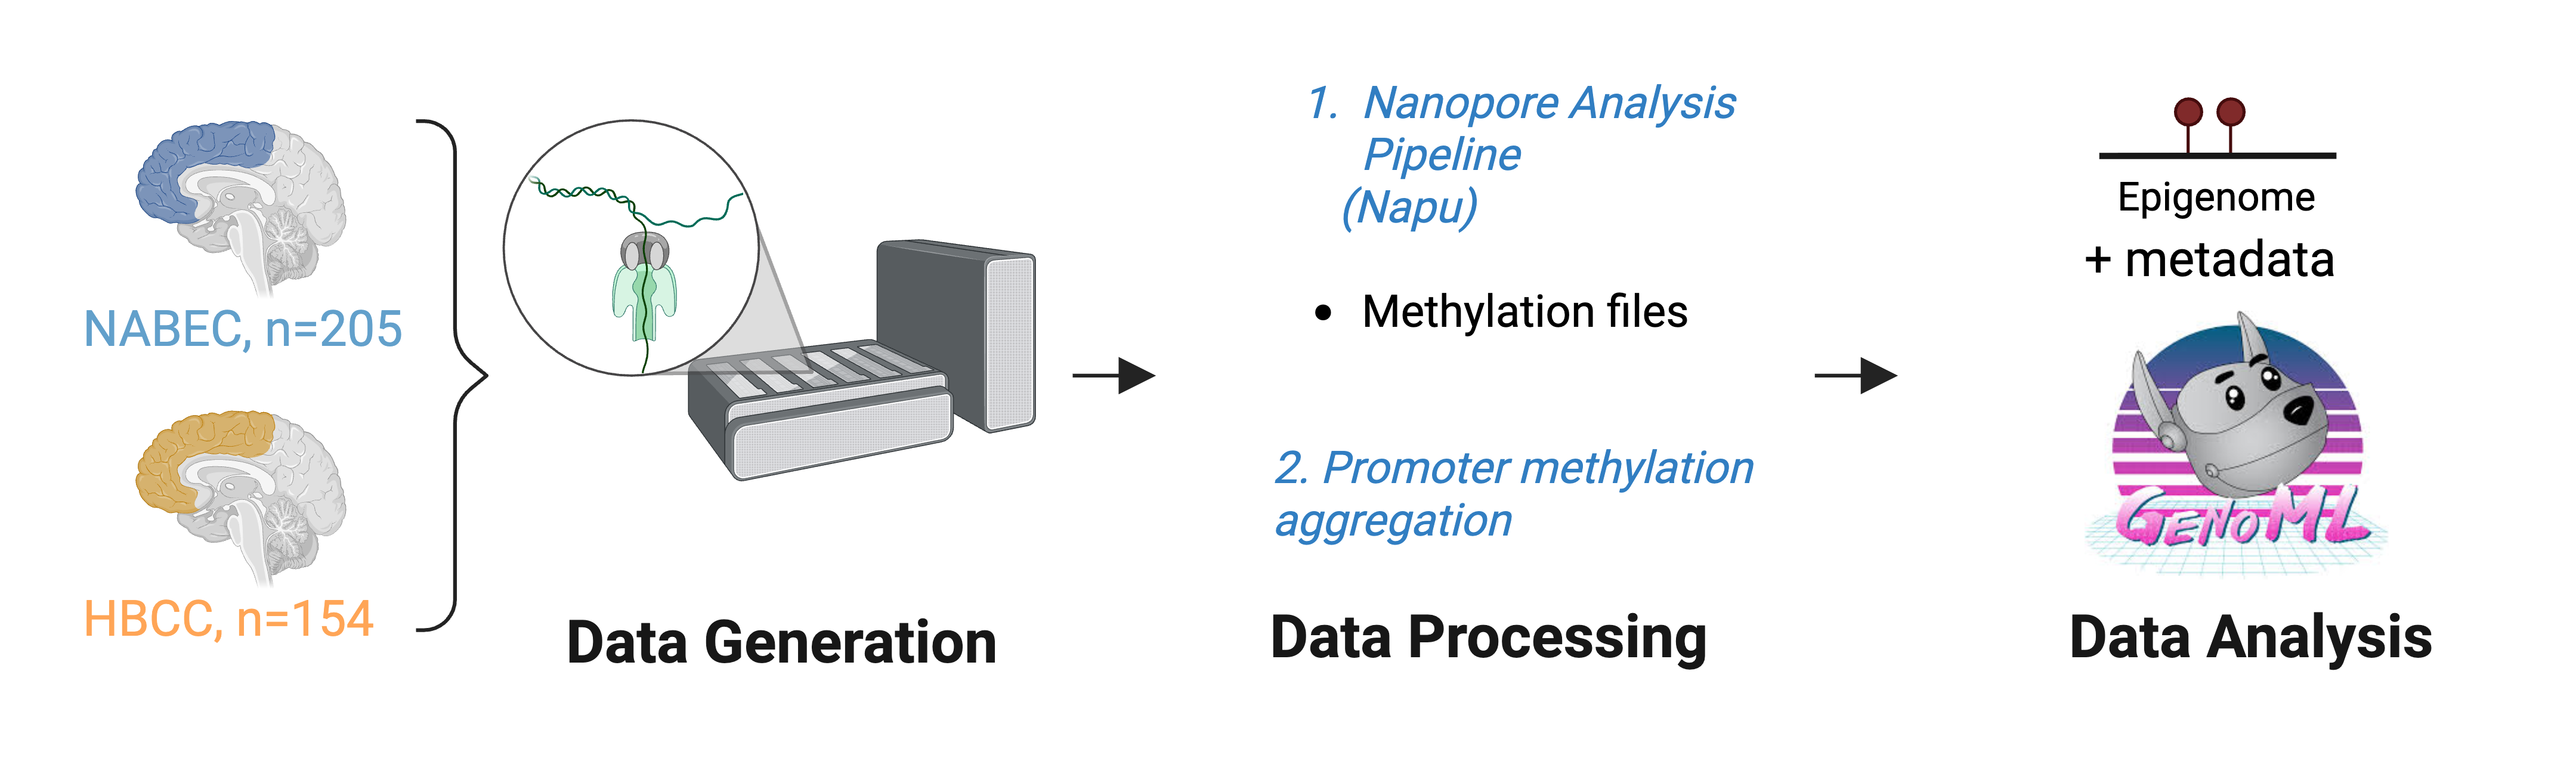 NABEC, n=205
HBCC, n=154
Data Generation
1. Nanopore Analysis
Pipeline
(Napu)
• Methylation files
2. Promoter methylation
aggregation
Data Processing
Epigenome
+ metadata
GENOML
Data Analysis